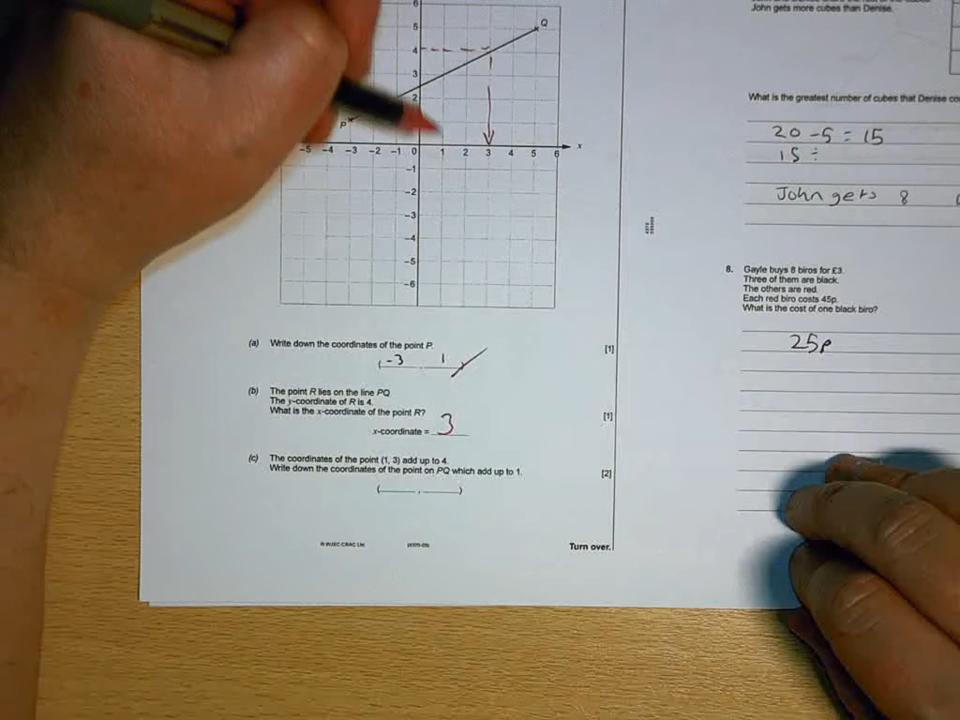 John gets more cubes than Denise.
What is the greatest number of cubes that Denise
20 - 5 = 15
15 ÷
John gets 8
8. Gayle buys 8 biros for £3.
Three of them are black.
The others are red.
Each red biro costs 45p.
What is the cost of one black biro?
25p
6
5
4
3
2
Q
P
x
-5 -4 -3 -2 -1 0 1 2 3 4 5 6
-1
-2
-3
-4
-5
-6
(a) Write down the coordinates of the point P. [1]
(-3 , 1 )
(b) The point R lies on the line PQ
The y-coordinate of R is 4.
What is the x-coordinate of the point R? [1]
x-coordinate = 3
(c) The coordinates of the point (1, 3) add up to 4.
Write down the coordinates of the point on PQ which add up to 1. [2]
( , )
© WJEC CBAC Ltd.
Turn over.